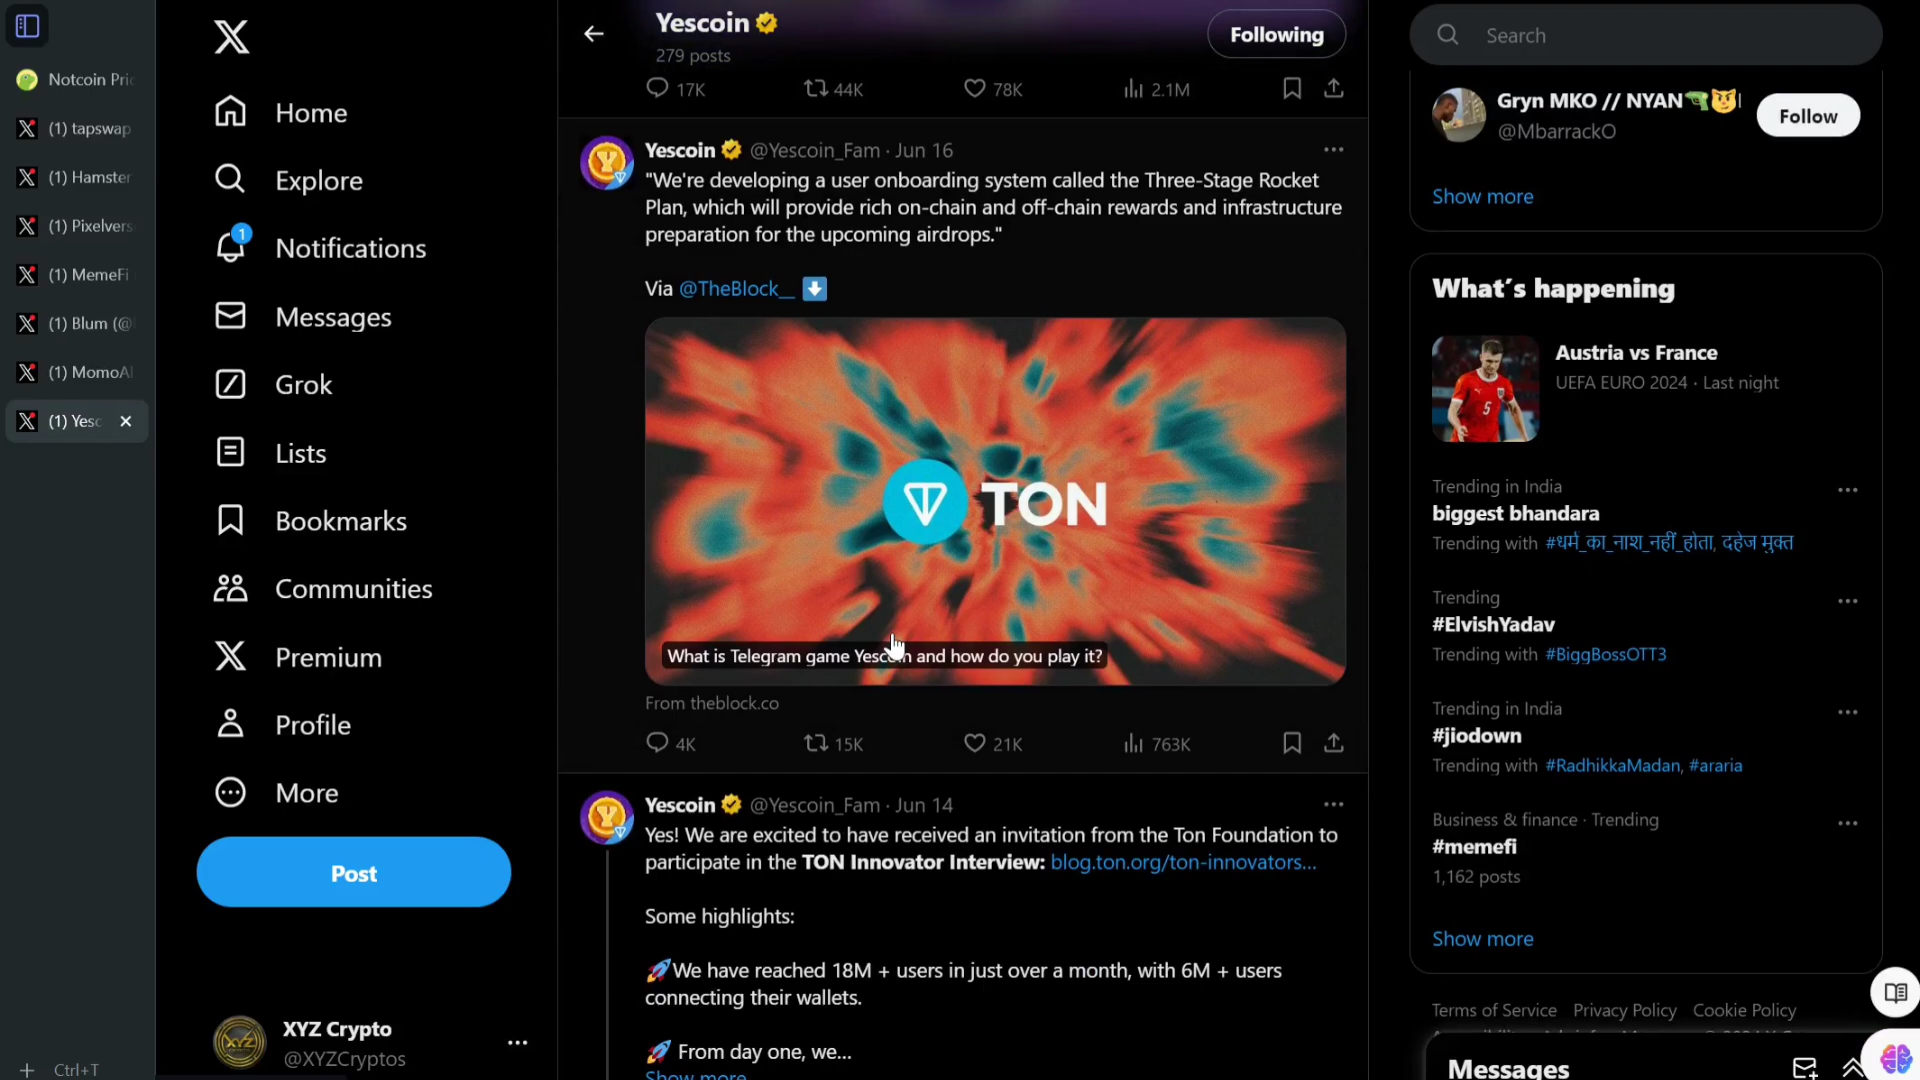 Notcoin Pric
(1) tapswap
(1) Hamster
(1) Pixelvers
(1) MemeFi
(1) Blum (@
(1) MomoAI
(1) Yesc
Ctrl+T
Home
Explore
1
Notifications
Messages
Grok
Lists
Bookmarks
Communities
Premium
Profile
More
Post
XYZ Crypto
@XYZCryptos
Yescoin
279 posts
Following
17K 44K 78K 2.1M
Yescoin @Yescoin_Fam · Jun 16
"We're developing a user onboarding system called the Three-Stage Rocket
Plan, which will provide rich on-chain and off-chain rewards and infrastructure
preparation for the upcoming airdrops."
Via @TheBlock__ ⬇️
TON
What is Telegram game Yescoin and how do you play it?
From theblock.co
4K 15K 21K 763K
Yescoin @Yescoin_Fam · Jun 14
Yes! We are excited to have received an invitation from the Ton Foundation to
participate in the TON Innovator Interview: blog.ton.org/ton-innovators...
Some highlights:
🚀We have reached 18M + users in just over a month, with 6M + users
connecting their wallets.
🚀 From day one, we...
Show more
Search
Gryn MKO // NYAN🔫😼
@MbarrackO
Follow
Show more
What's happening
Austria vs France
UEFA EURO 2024 · Last night
5
Trending in India
biggest bhandara
Trending with #धर्म_का_नाश_नहीं_होता, दहेज मुक्त
Trending
#ElvishYadav
Trending with #BiggBossOTT3
Trending in India
#jiodown
Trending with #RadhikkaMadan, #araria
Business & finance · Trending
#memefi
1,162 posts
Show more
Terms of Service Privacy Policy Cookie Policy
Messages